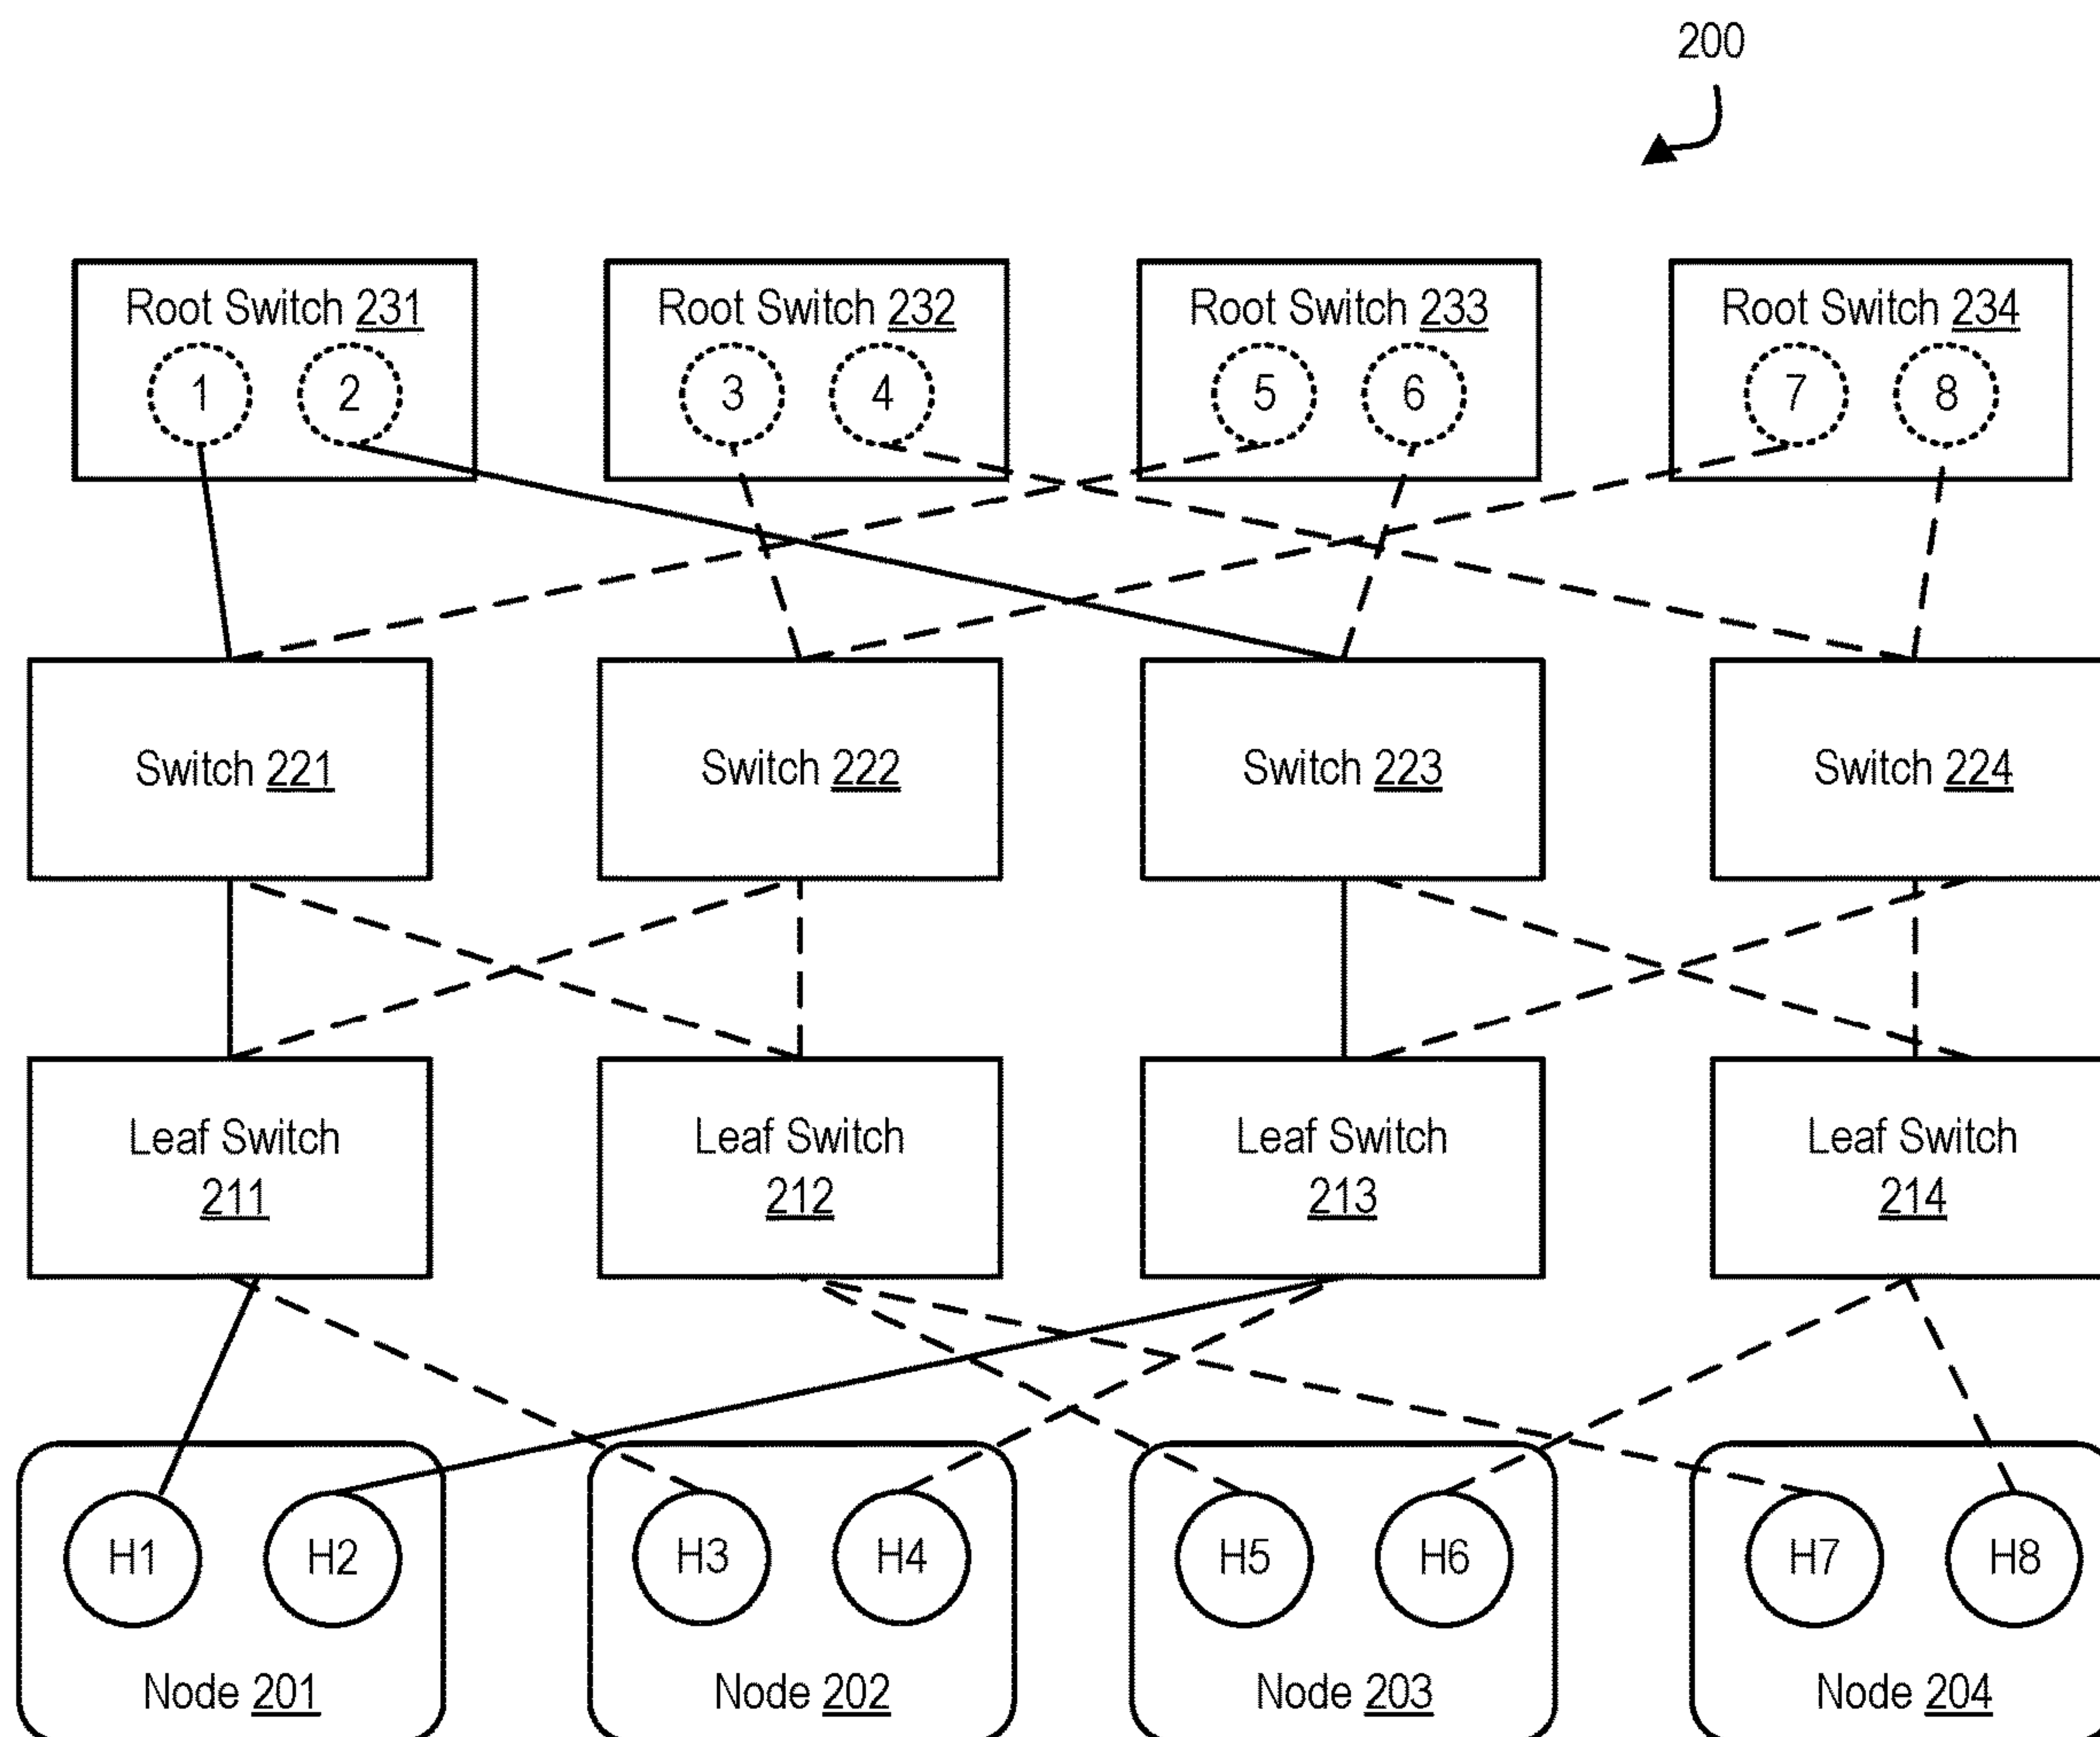 200
Root Switch 231
Root Switch 232
Root Switch 233
Root Switch 234
1
2
3
4
5
6
7
8
Switch 221
Switch 222
Switch 223
Switch 224
Leaf Switch
211
Leaf Switch
212
Leaf Switch
213
Leaf Switch
214
H1
H2
H3
H4
H5
H6
H7
H8
Node 201
Node 202
Node 203
Node 204